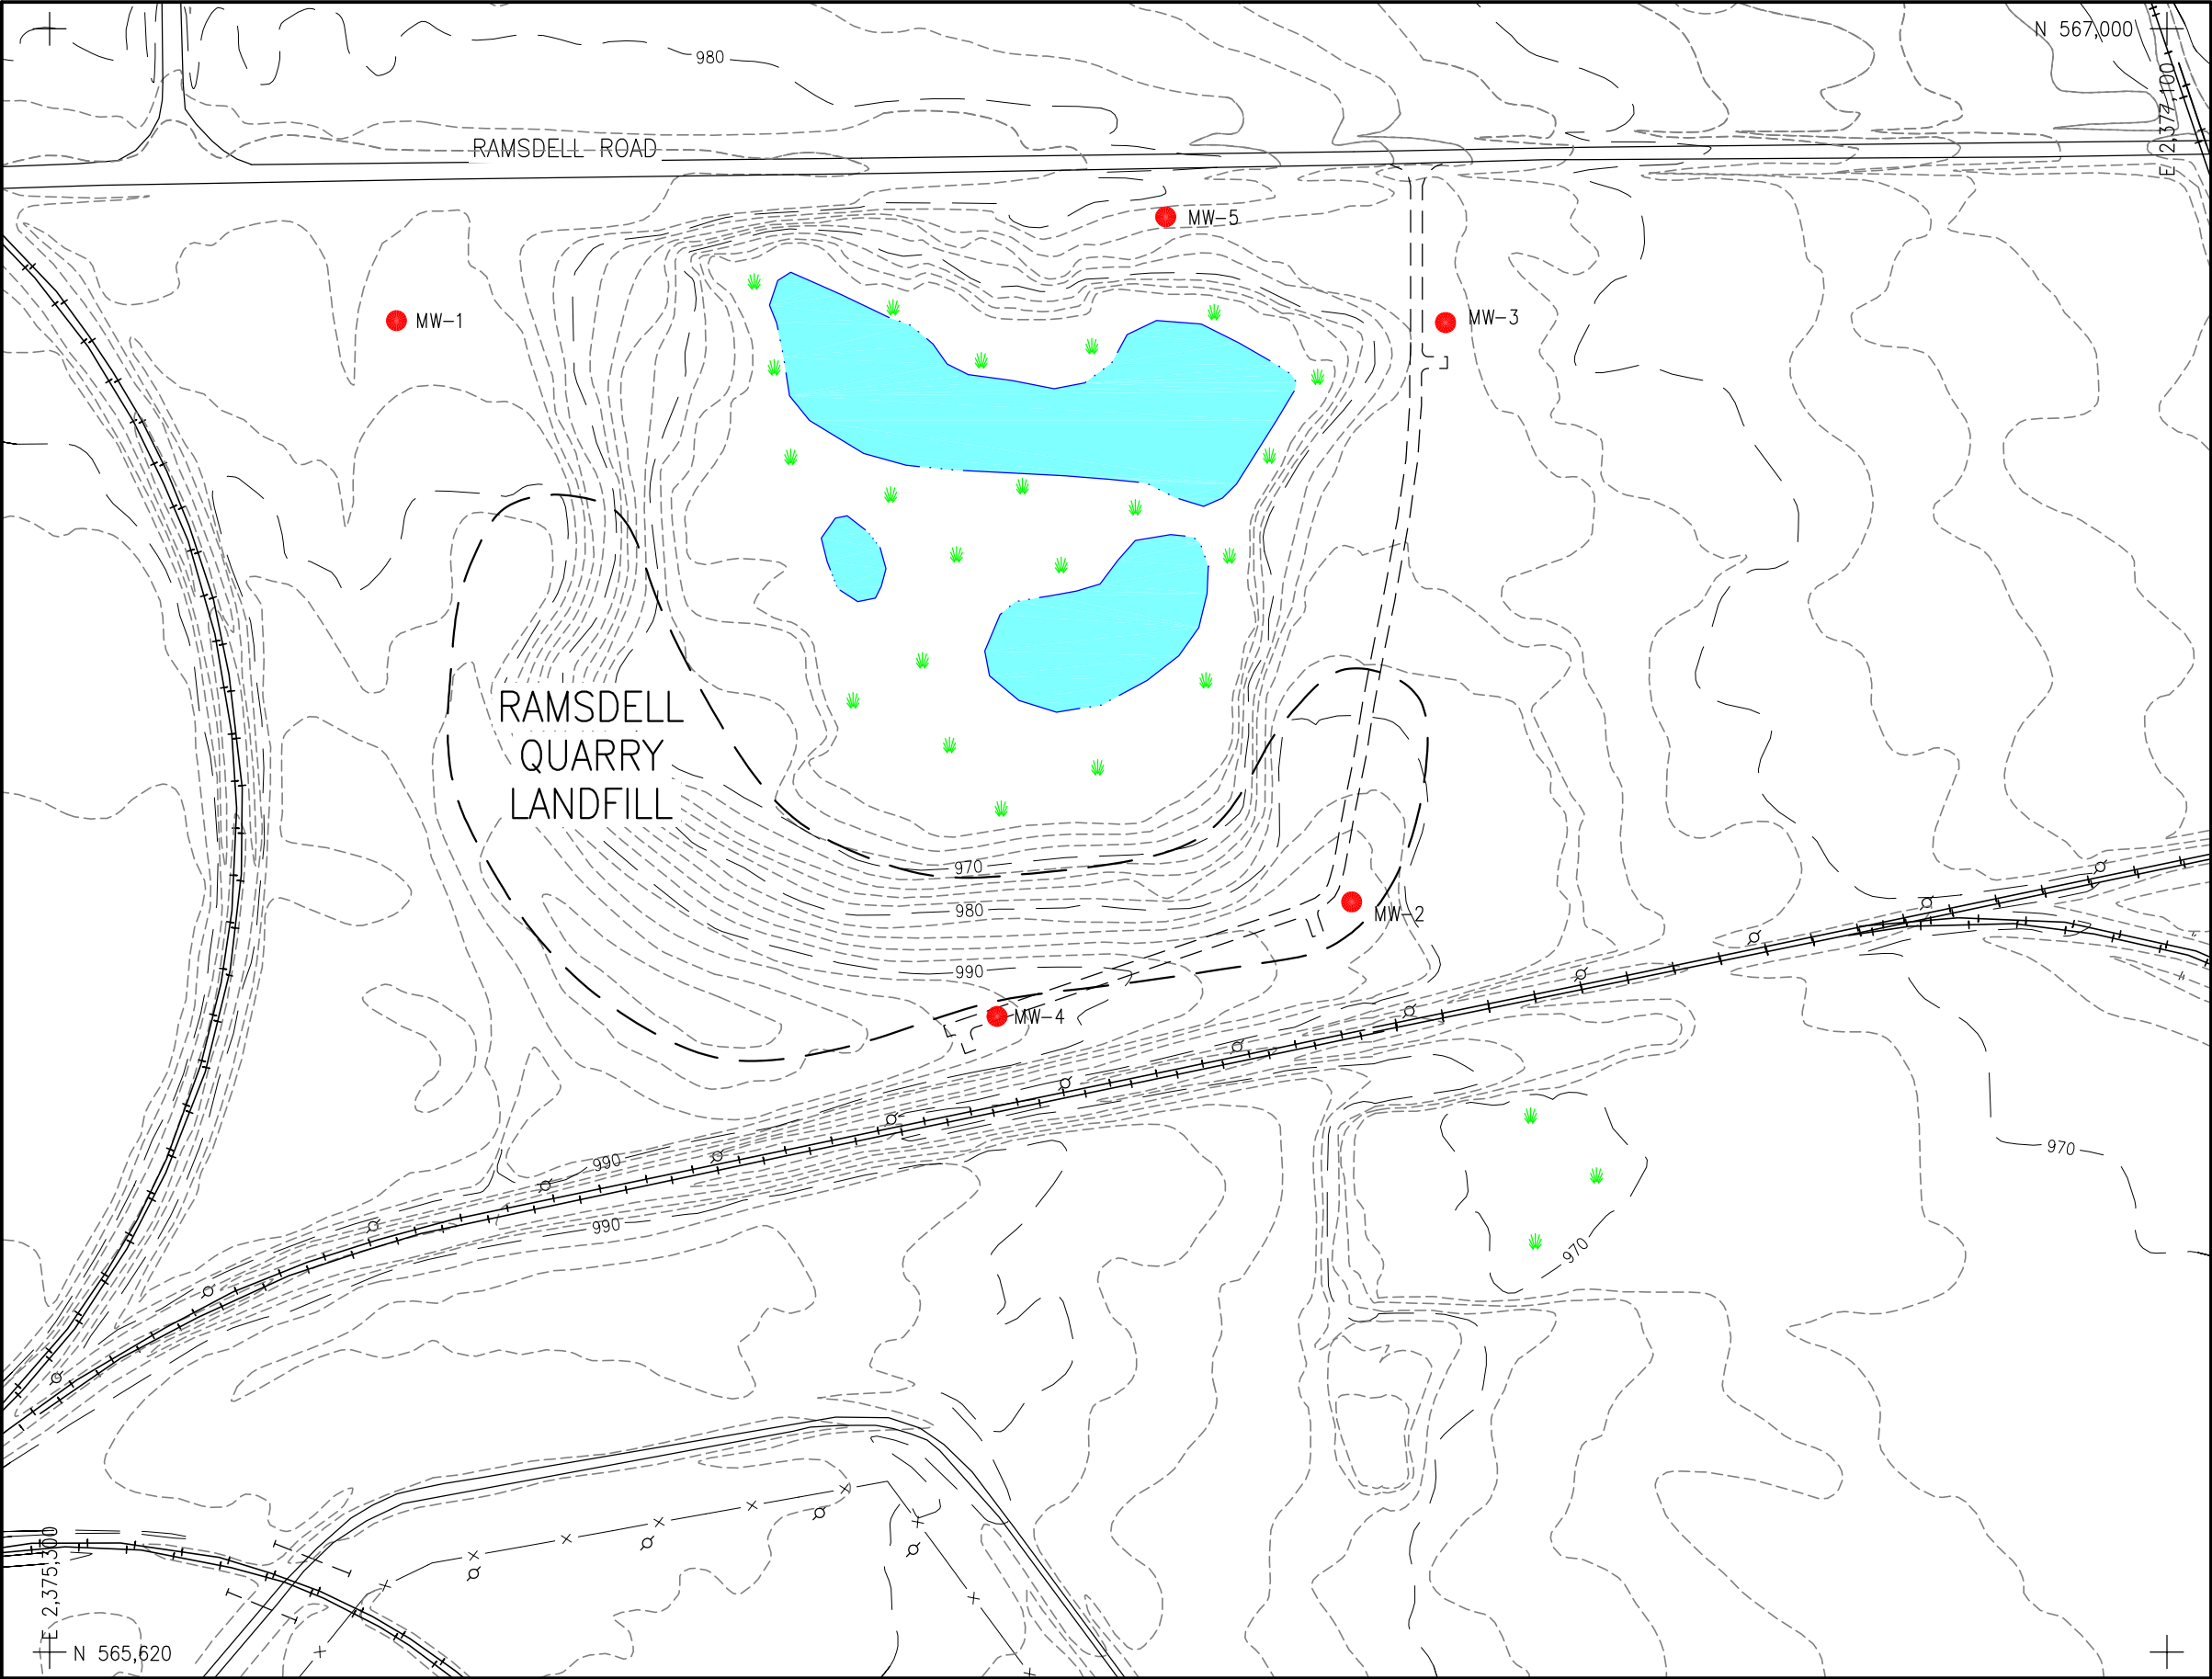 N 567,000
980
E 2,377,100
RAMSDELL ROAD
MW-5
MW-1
MW-3
RAMSDELL
QUARRY
LANDFILL
970
980
MW-2
990
MW-4
990
970
990
970
E 2,375,300
N 565,620